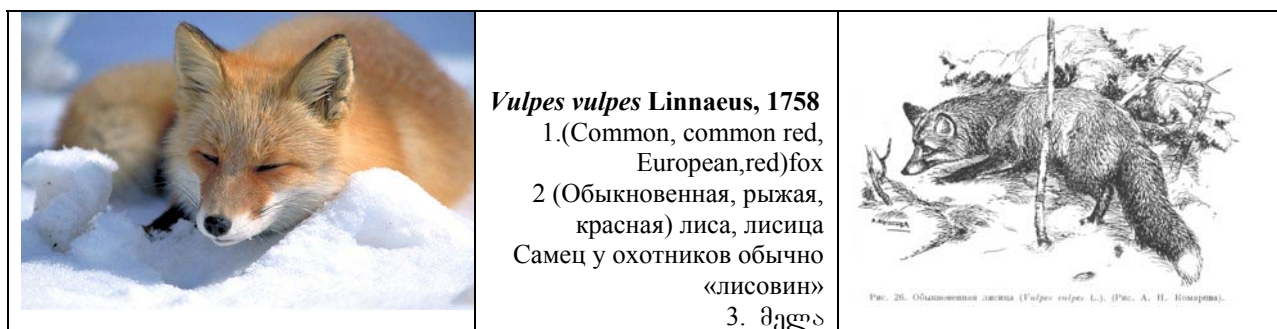 Vulpes vulpes Linnaeus, 1758
1.(Common, common red,
European,red)fox
2 (Обыкновенная, рыжая,
красная) лиса, лисица
Самец у охотников обычно
«лисовин»
3. მელა
Рис. 26. Обыкновенная лисица (Vulpes vulpes L.). (Рис. А. Н. Комарова).